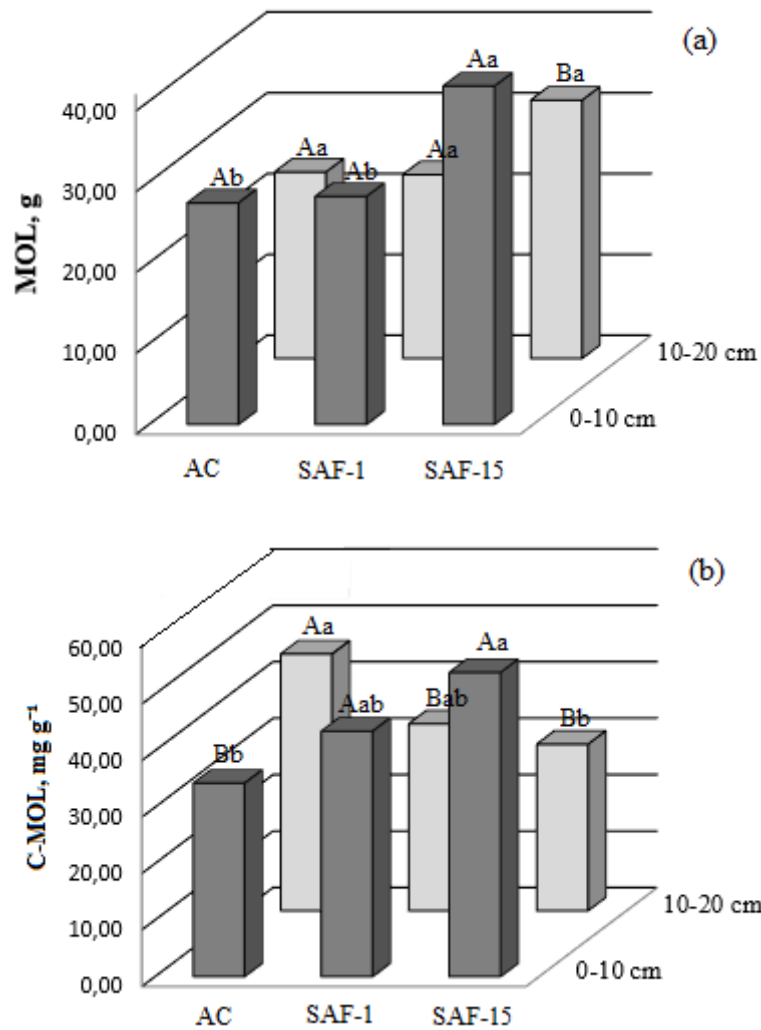 (a)
Aa
Ba
40,00
Aa
Aa
Ab
Ab
30,00
MOL, g
20,00
10,00
10-20 cm
0,00
0-10 cm
AC
SAF-1
SAF-15
(b)
60,00
Aa
Aa
50,00
Aab
Bab
Bb
40,00
Bb
C-MOL, mg g⁻¹
30,00
20,00
10,00
10-20 cm
0,00
0-10 cm
AC
SAF-1
SAF-15